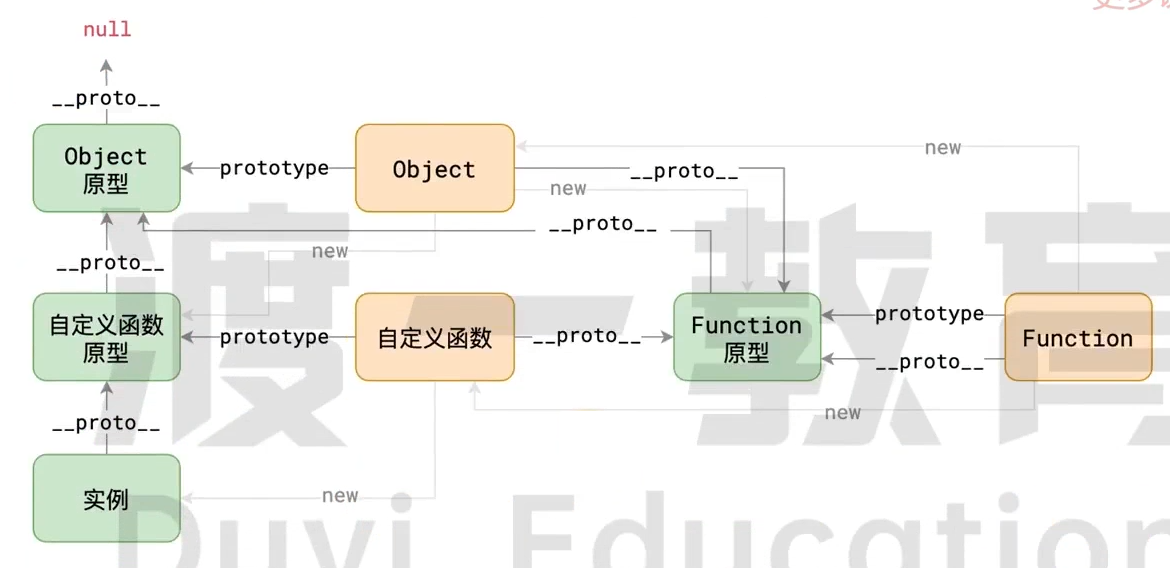 更多
null
__proto__
Object
原型
prototype
Object
__proto__
new
new
__proto__
new
__proto__
自定义函数
原型
prototype
自定义函数
__proto__
Function
原型
prototype
__proto__
Function
new
__proto__
实例
new
渡一教育
Duyi Education